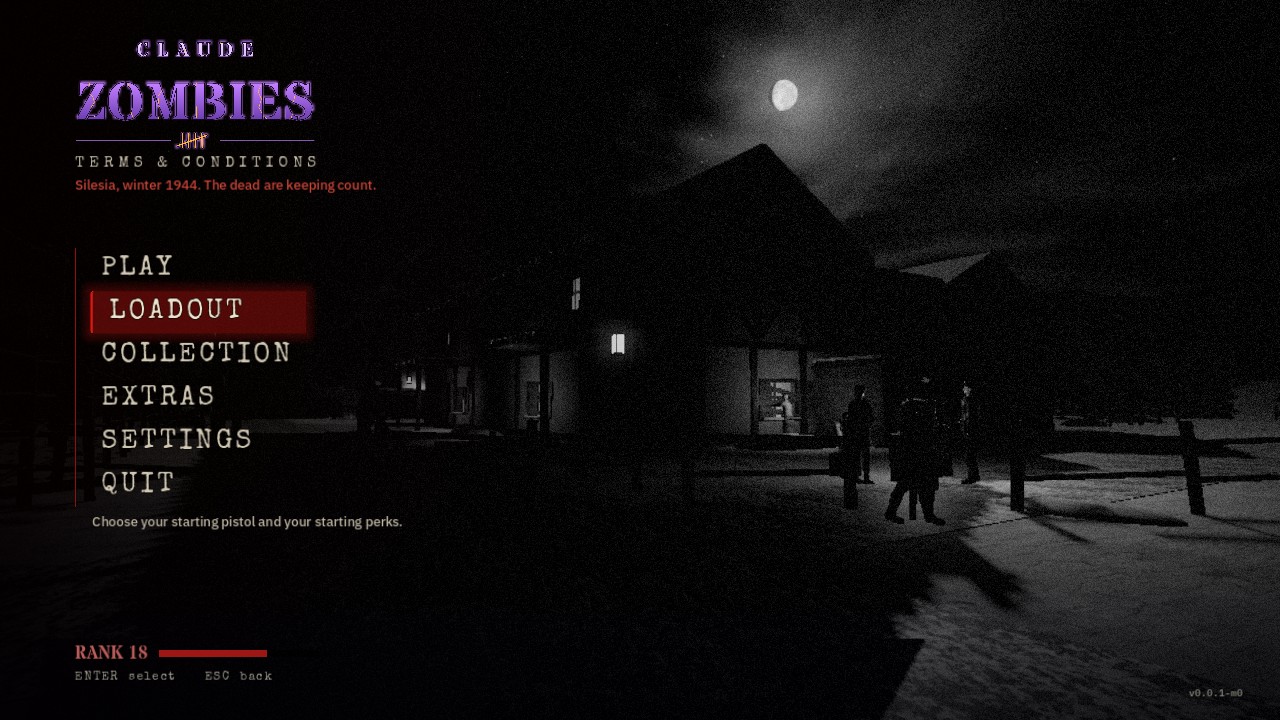 CLAUDE
ZOMBIES
TERMS & CONDITIONS
Silesia, winter 1944. The dead are keeping count.
PLAY
LOADOUT
COLLECTION
EXTRAS
SETTINGS
QUIT
Choose your starting pistol and your starting perks.
RANK 18
ENTER select ESC back
v0.0.1-m0